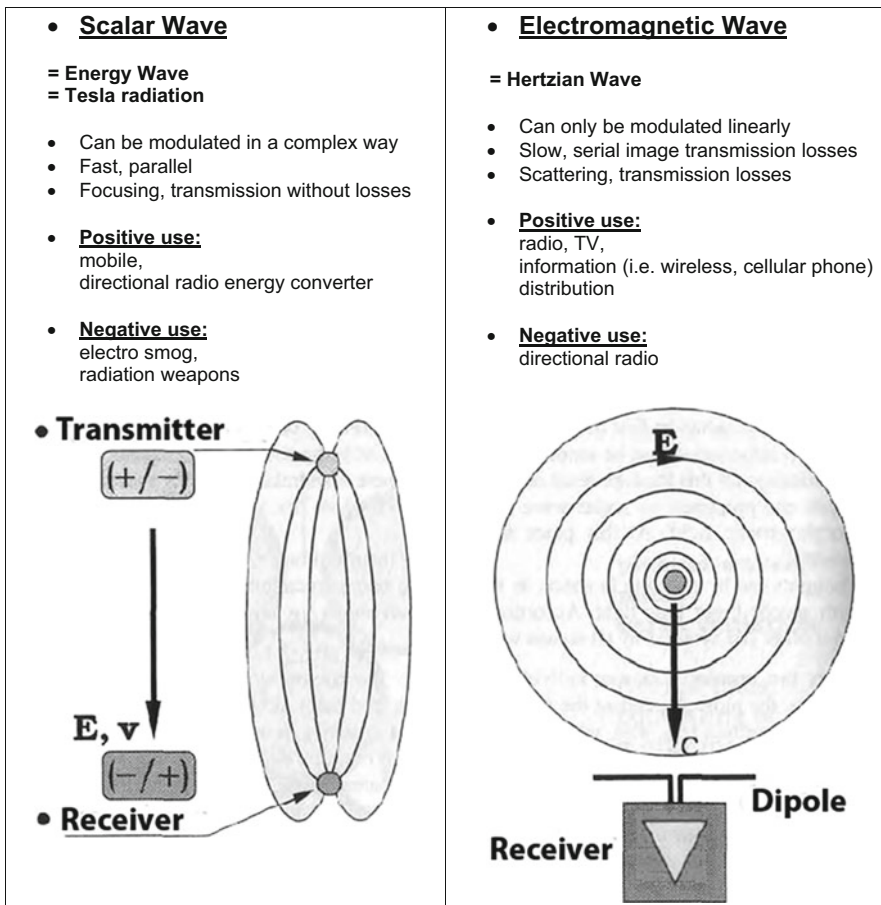 • Scalar Wave
= Energy Wave
= Tesla radiation
• Can be modulated in a complex way
• Fast, parallel
• Focusing, transmission without losses
• Positive use:
mobile,
directional radio energy converter
• Negative use:
electro smog,
radiation weapons
• Transmitter
(+/−)
E, v
(−/+)
• Receiver
• Electromagnetic Wave
= Hertzian Wave
• Can only be modulated linearly
• Slow, serial image transmission losses
• Scattering, transmission losses
• Positive use:
radio, TV,
information (i.e. wireless, cellular phone)
distribution
• Negative use:
directional radio
E
C
Dipole
Receiver